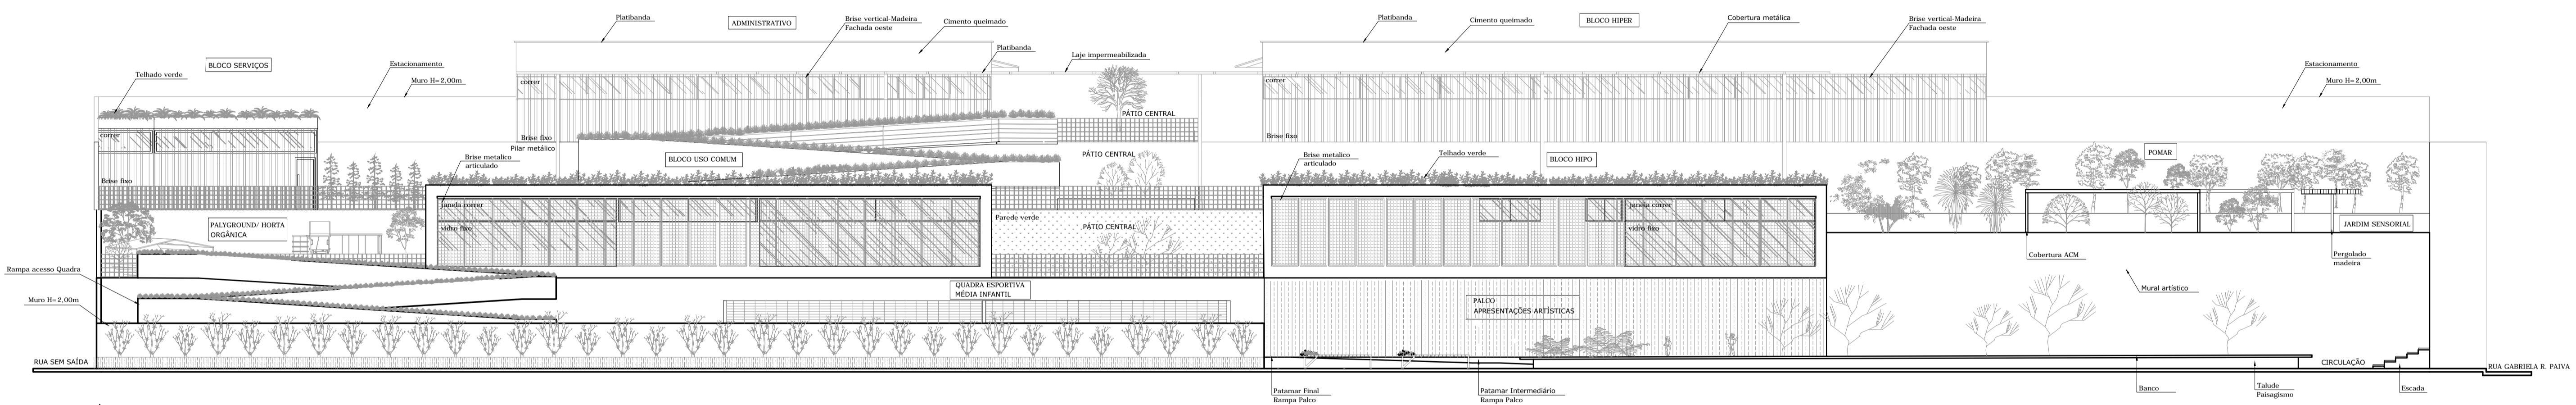 Platibanda
ADMINISTRATIVO
Brise vertical-Madeira
Fachada oeste
Cimento queimado
Platibanda
Cimento queimado
BLOCO HIPER
Cobertura metálica
Brise vertical-Madeira
Fachada oeste
Platibanda
Laje impermeabilizada
BLOCO SERVIÇOS
Estacionamento
Telhado verde
Muro H=2,00m
Estacionamento
Muro H=2,00m
correr
correr
correr
PÁTIO CENTRAL
Brise fixo
Brise fixo
Pilar metálico
Brise metalico
articulado
BLOCO USO COMUM
PÁTIO CENTRAL
Brise metalico
articulado
Telhado verde
BLOCO HIPO
POMAR
Brise fixo
janela correr
vidro fixo
Parede verde
PÁTIO CENTRAL
janela correr
vidro fixo
PALYGROUND/ HORTA
ORGÂNICA
JARDIM SENSORIAL
Cobertura ACM
Pergolado
madeira
Rampa acesso Quadra
QUADRA ESPORTIVA
MÉDIA INFANTIL
Mural artístico
Muro H=2,00m
PALCO
APRESENTAÇÕES ARTÍSTICAS
RUA SEM SAÍDA
CIRCULAÇÃO
RUA GABRIELA R. PAIVA
Patamar Final
Rampa Palco
Patamar Intermediário
Rampa Palco
Banco
Talude
Paisagismo
Escada